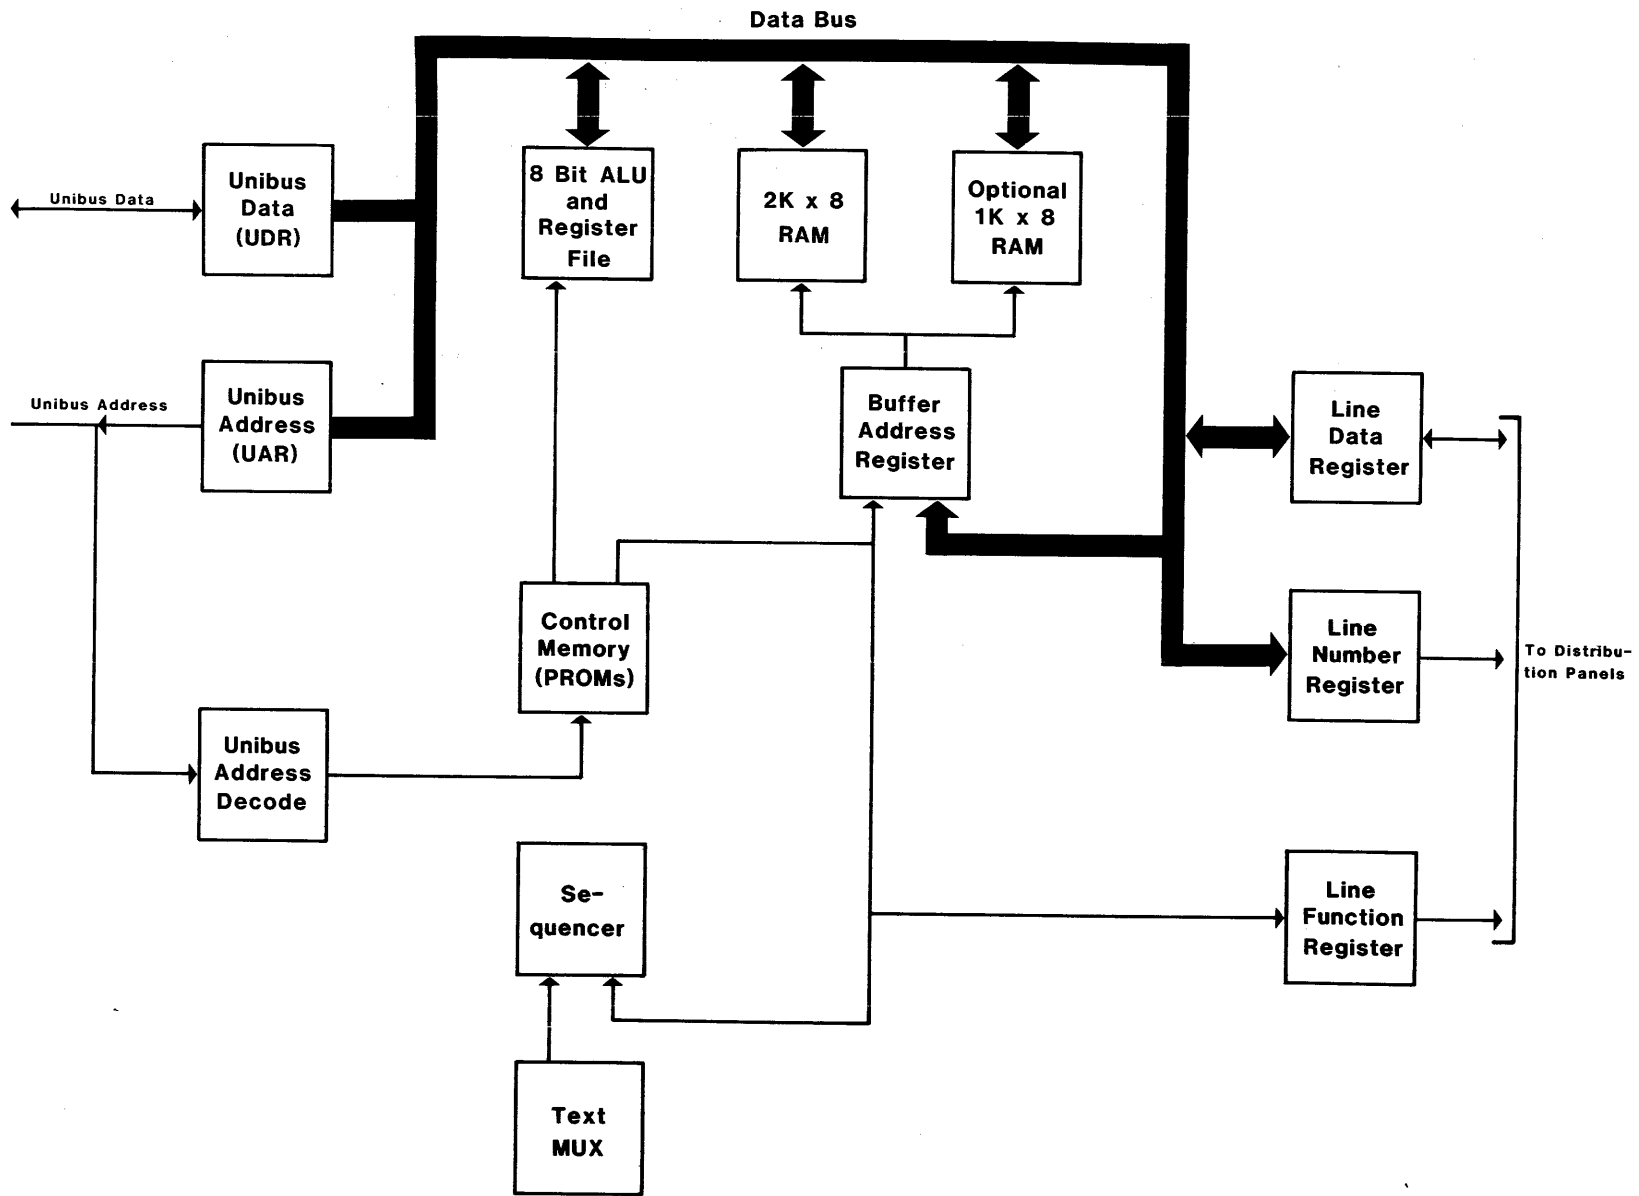 Data Bus
Unibus Data
Unibus
Data
(UDR)
8 Bit ALU
and
Register
File
2K x 8
RAM
Optional
1K x 8
RAM
Unibus Address
Unibus
Address
(UAR)
Buffer
Address
Register
Line
Data
Register
Control
Memory
(PROMs)
Line
Number
Register
To Distribu-
tion Panels
Unibus
Address
Decode
Se-
quencer
Line
Function
Register
Text
MUX